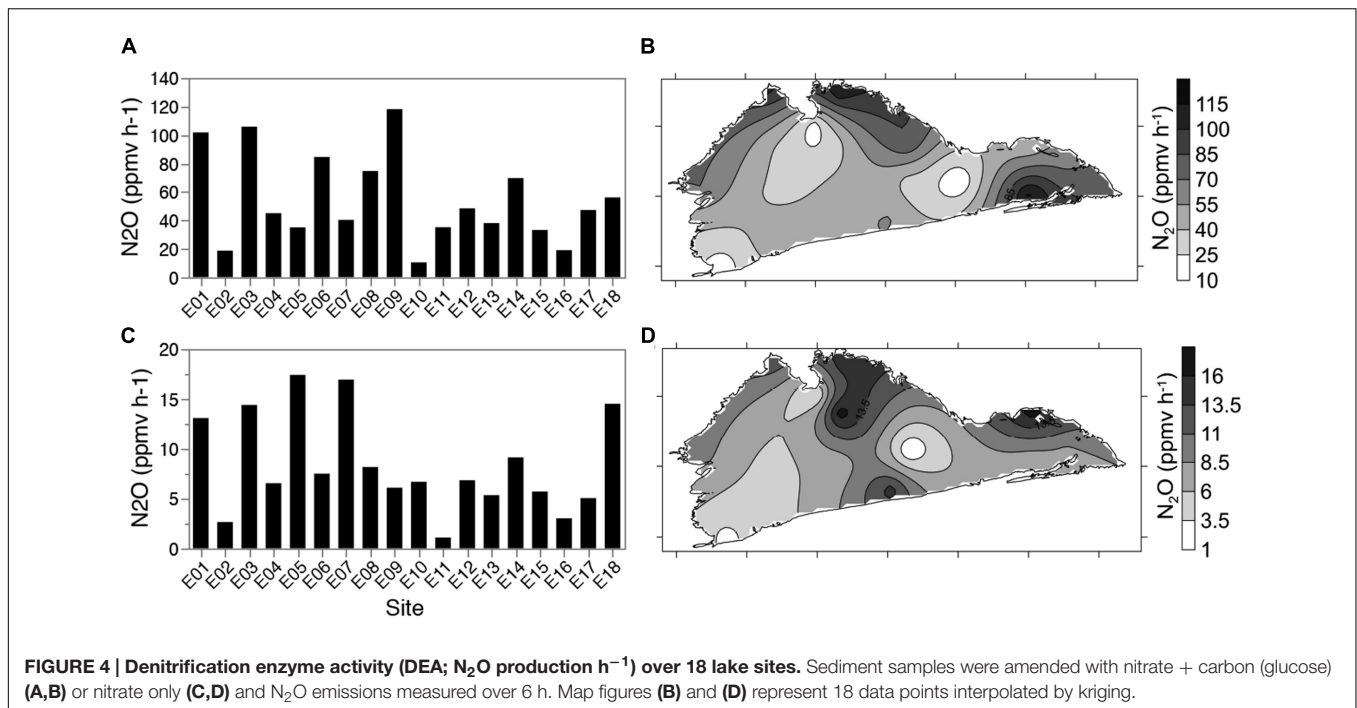 A
B
N2O (ppmv h-1)
140
120
100
80
60
40
20
0
E01 E02 E03 E04 E05 E06 E07 E08 E09 E10 E11 E12 E13 E14 E15 E16 E17 E18
85
115
100
85
70
55
40
25
10
N₂O (ppmv h⁻¹)
C
D
N2O (ppmv h-1)
20
15
10
5
0
E01 E02 E03 E04 E05 E06 E07 E08 E09 E10 E11 E12 E13 E14 E15 E16 E17 E18
Site
13.5
16
13.5
11
8.5
6
3.5
1
N₂O (ppmv h⁻¹)
FIGURE 4 | Denitrification enzyme activity (DEA; N₂O production h⁻¹) over 18 lake sites. Sediment samples were amended with nitrate + carbon (glucose)
(A,B) or nitrate only (C,D) and N₂O emissions measured over 6 h. Map figures (B) and (D) represent 18 data points interpolated by kriging.